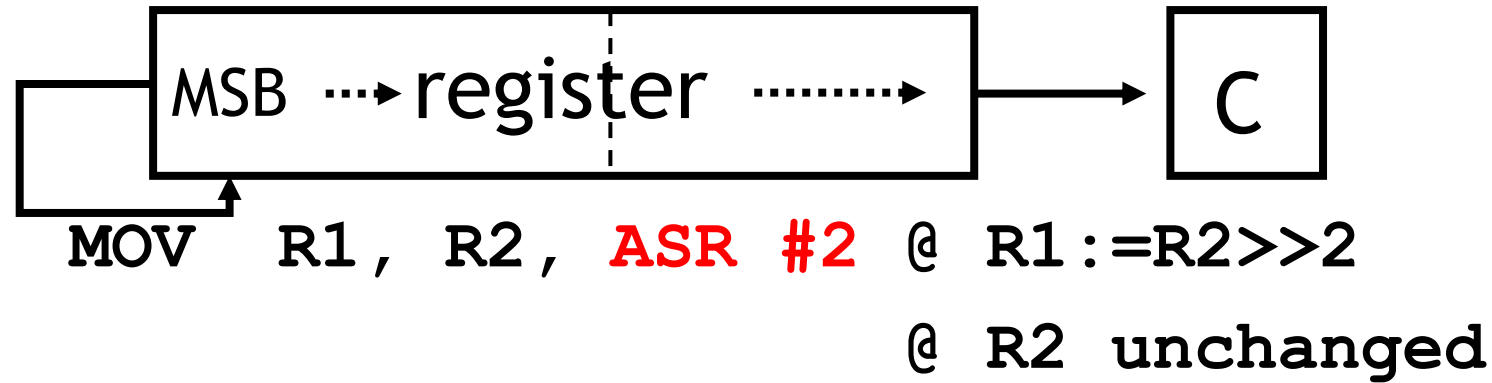 MSB register C
MOV R1, R2, ASR #2 @ R1:=R2>>2
@ R2 unchanged